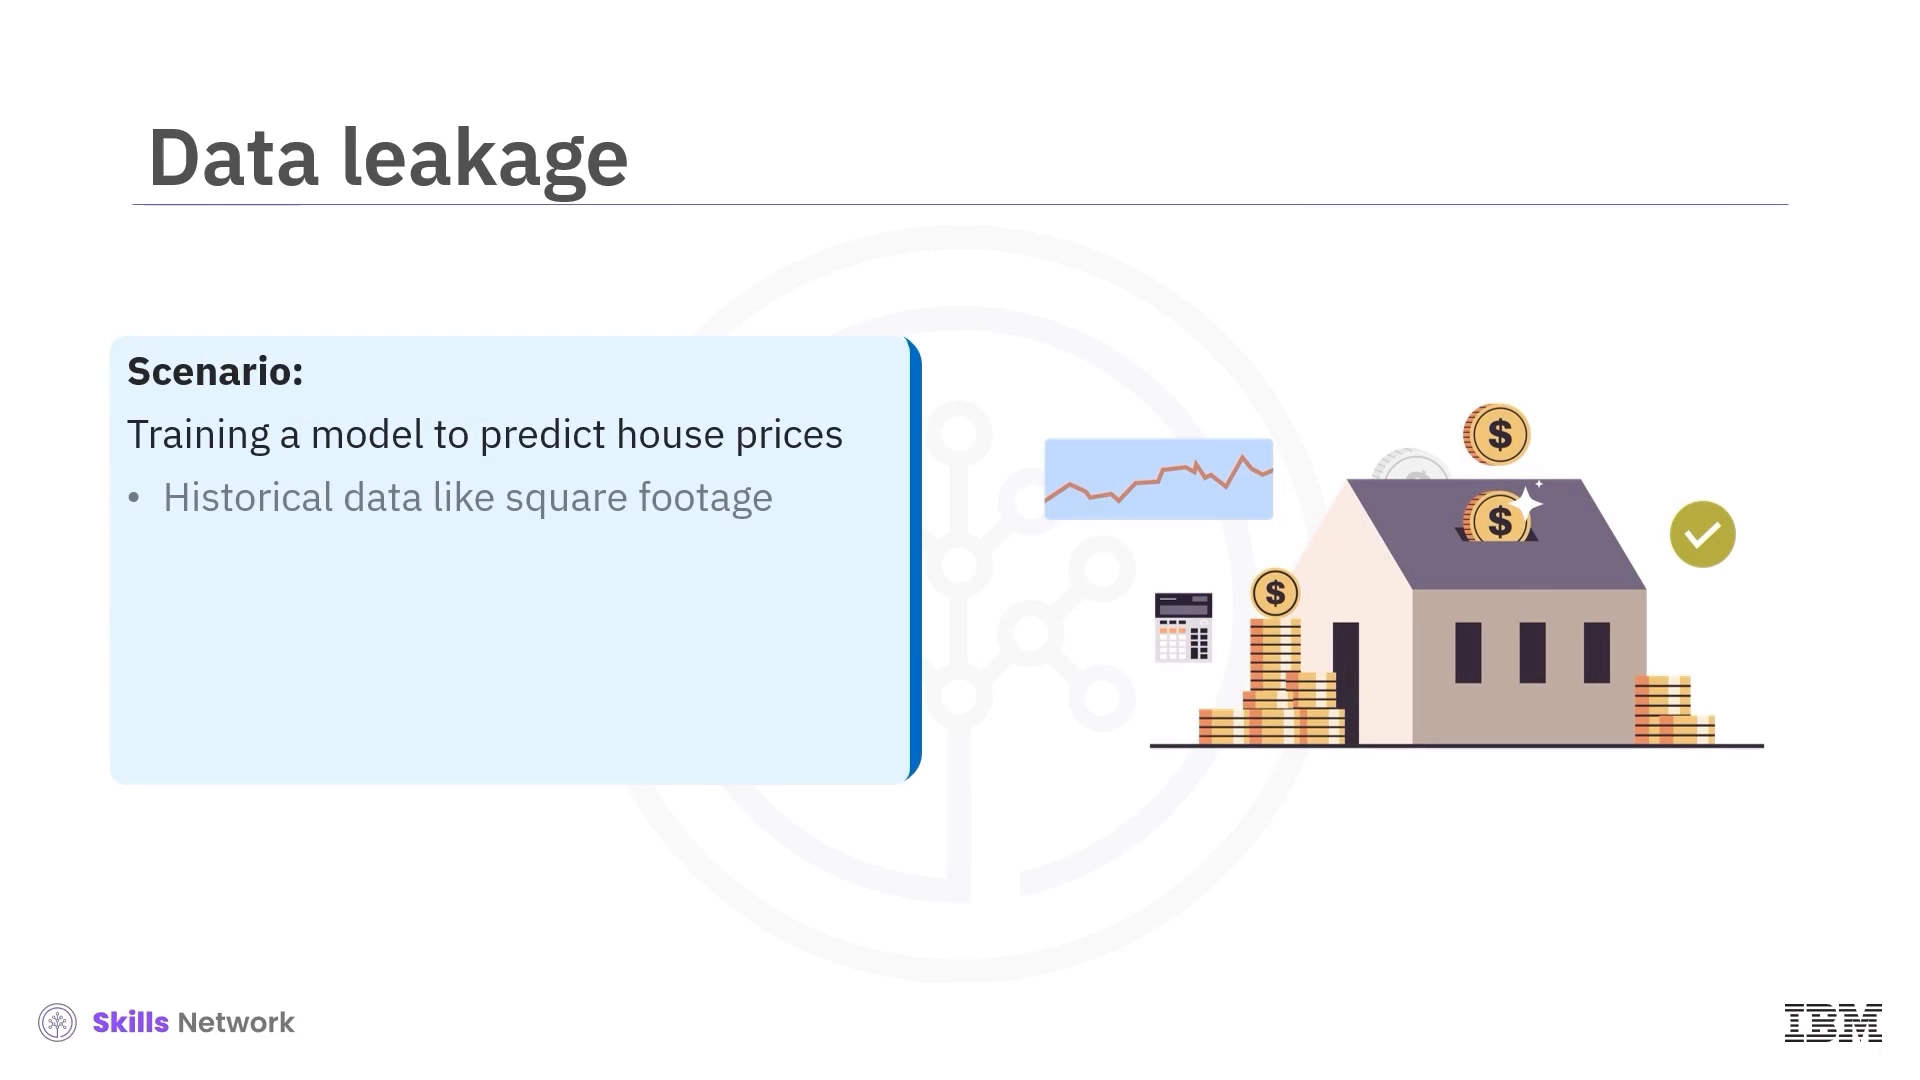 Data leakage
Scenario:
Training a model to predict house prices
• Historical data like square footage
$
$
$
Skills Network
IBM